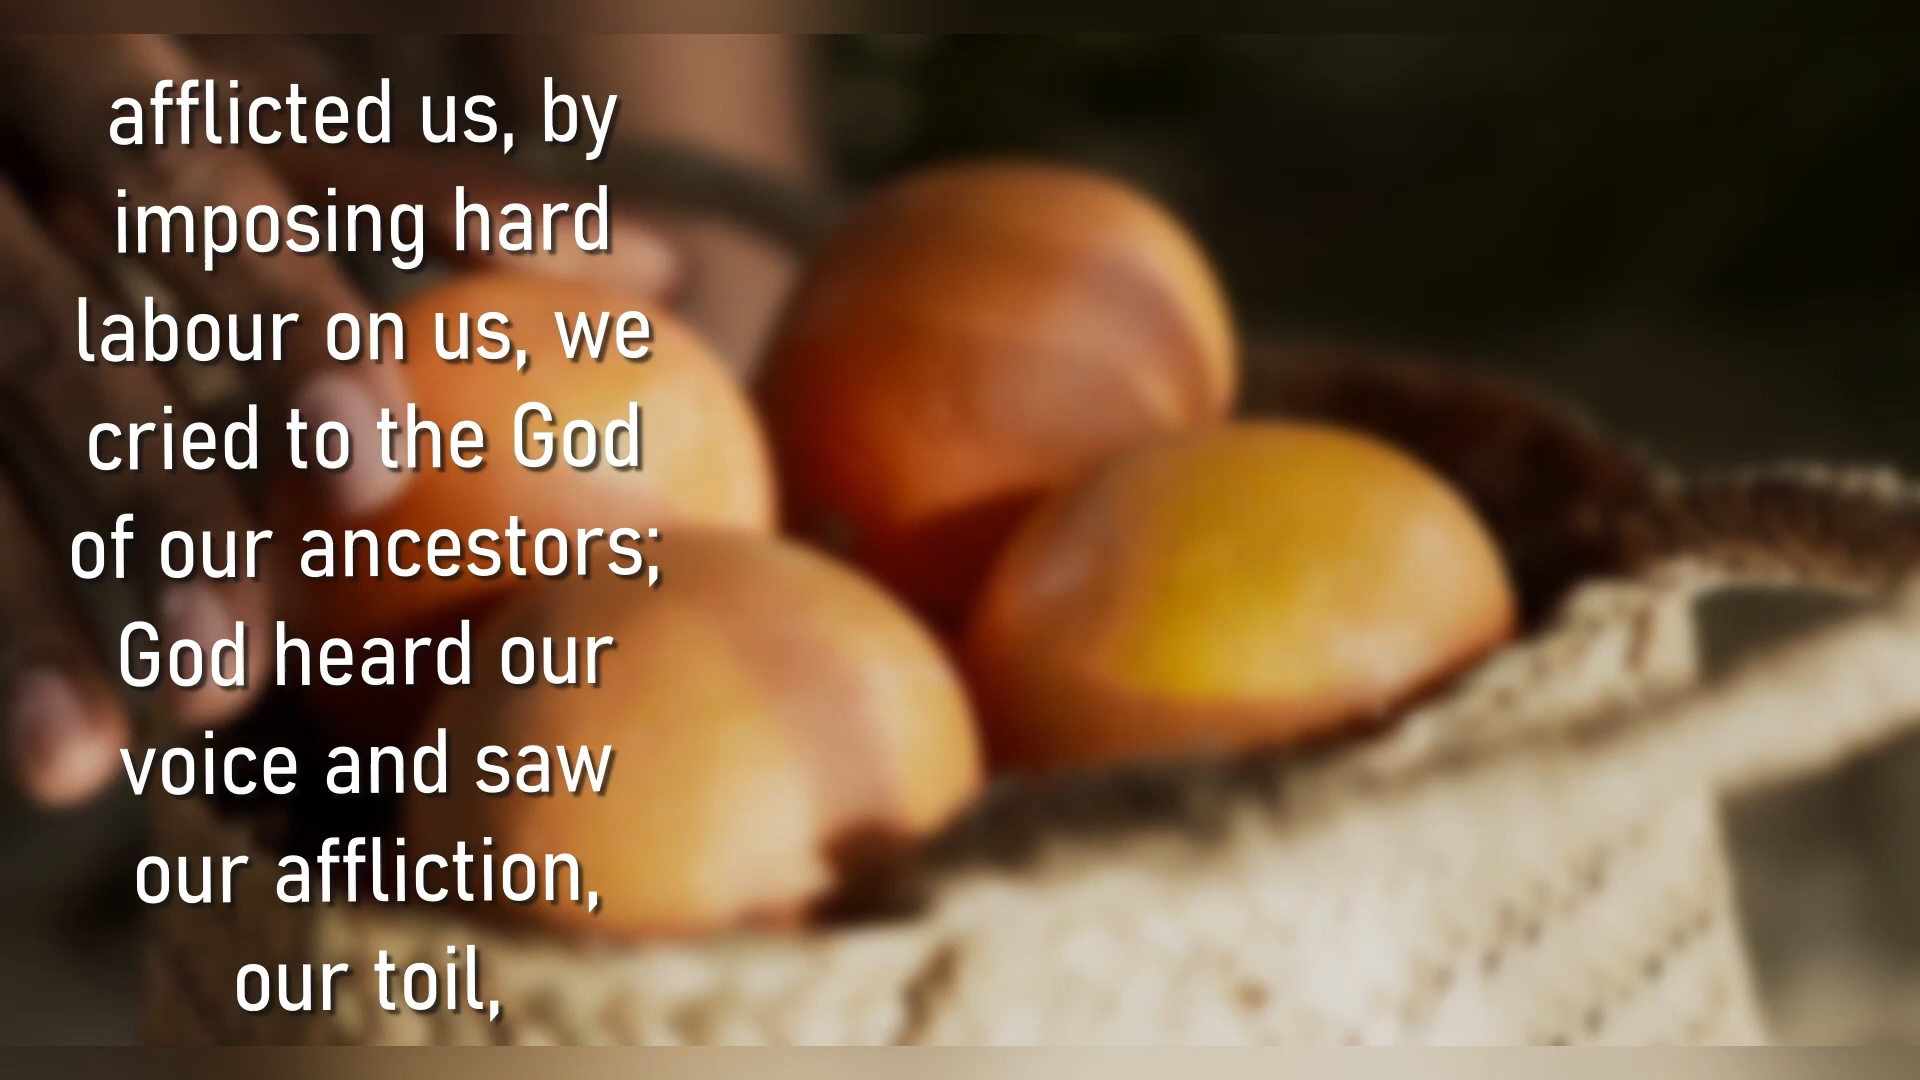 afflicted us, by
imposing hard
labour on us, we
cried to the God
of our ancestors;
God heard our
voice and saw
our affliction,
our toil,